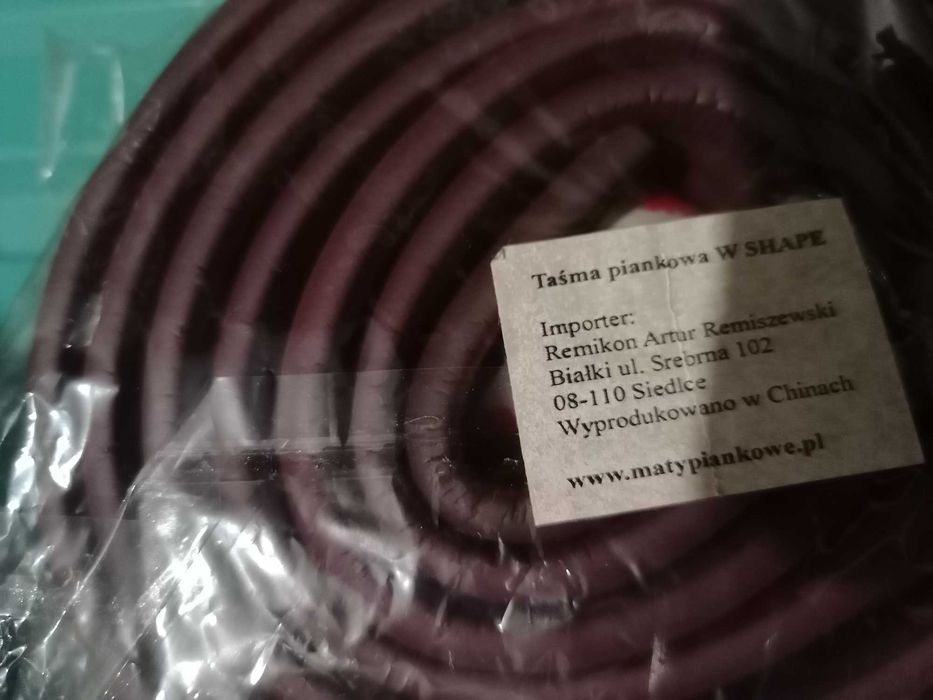 Taśma piankowa W SHAPE
Importer:
Remikon Artur Remiszewski
Białki ul. Srebrna 102
08-110 Siedlce
Wyprodukowano w Chinach
www.matypiankowe.pl